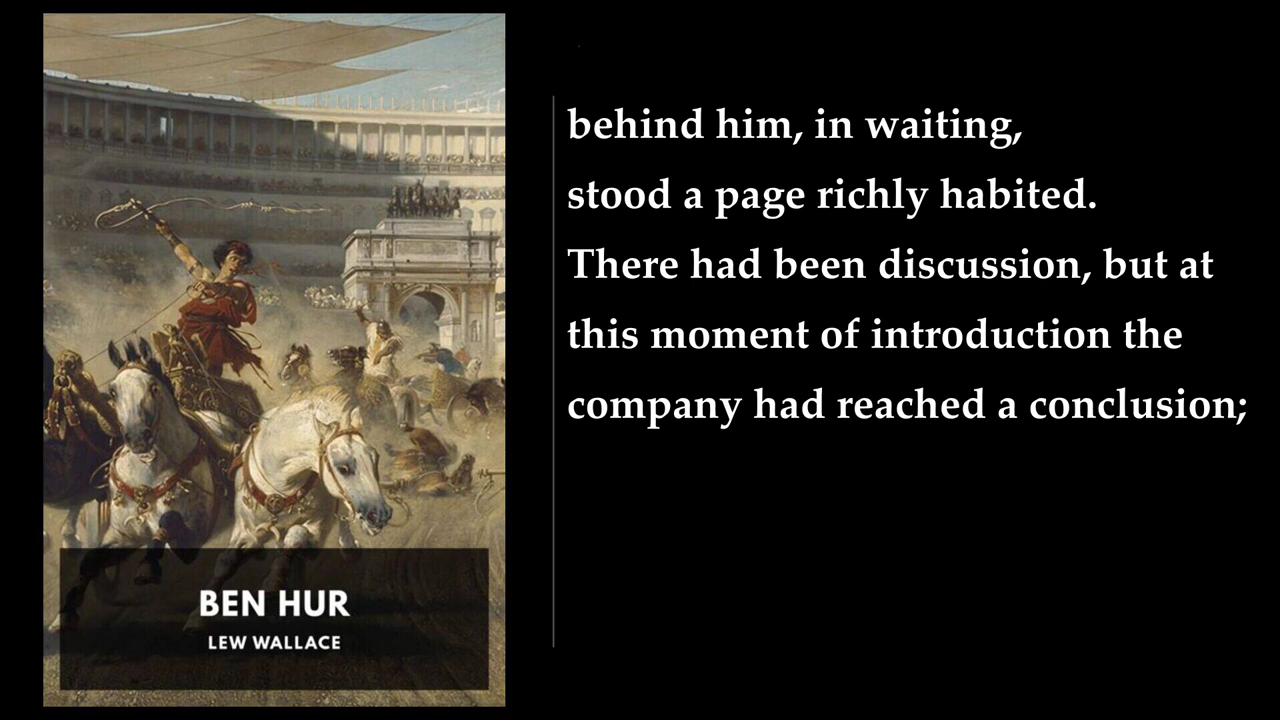 BEN HUR
LEW WALLACE
behind him, in waiting,
stood a page richly habited.
There had been discussion, but at
this moment of introduction the
company had reached a conclusion;